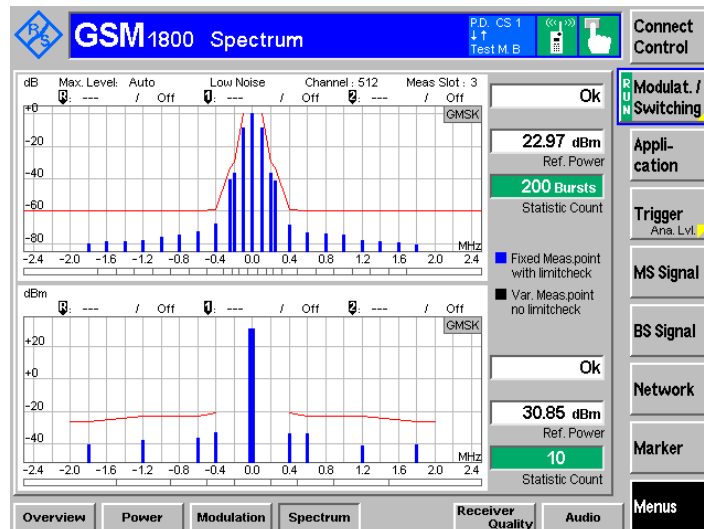 R/S
GSM 1800 Spectrum
P.D. CS 1
↓↑
Test M. B
Connect
Control
dB Max. Level: Auto Low Noise Channel : 512 Meas Slot : 3
R: --- / Off 1: --- / Off 2: --- / Off
GMSK
+0
-20
-40
-60
-80
MHz
-2.4 -2.0 -1.6 -1.2 -0.8 -0.4 0.0 0.4 0.8 1.2 1.6 2.0 2.4
Ok
22.97 dBm
Ref. Power
200 Bursts
Statistic Count
Fixed Meas.point
with limitcheck
Var. Meas.point
no limitcheck
dBm
R: --- / Off 1: --- / Off 2: --- / Off
GMSK
+20
+0
-20
-40
MHz
-2.4 -2.0 -1.6 -1.2 -0.8 -0.4 0.0 0.4 0.8 1.2 1.6 2.0 2.4
Ok
30.85 dBm
Ref. Power
10
Statistic Count
RUN
Modulat. /
Switching
Appli-
cation
Trigger
Ana. Lvl.
MS Signal
BS Signal
Network
Marker
Menus
Overview Power Modulation Spectrum Receiver
Quality Audio